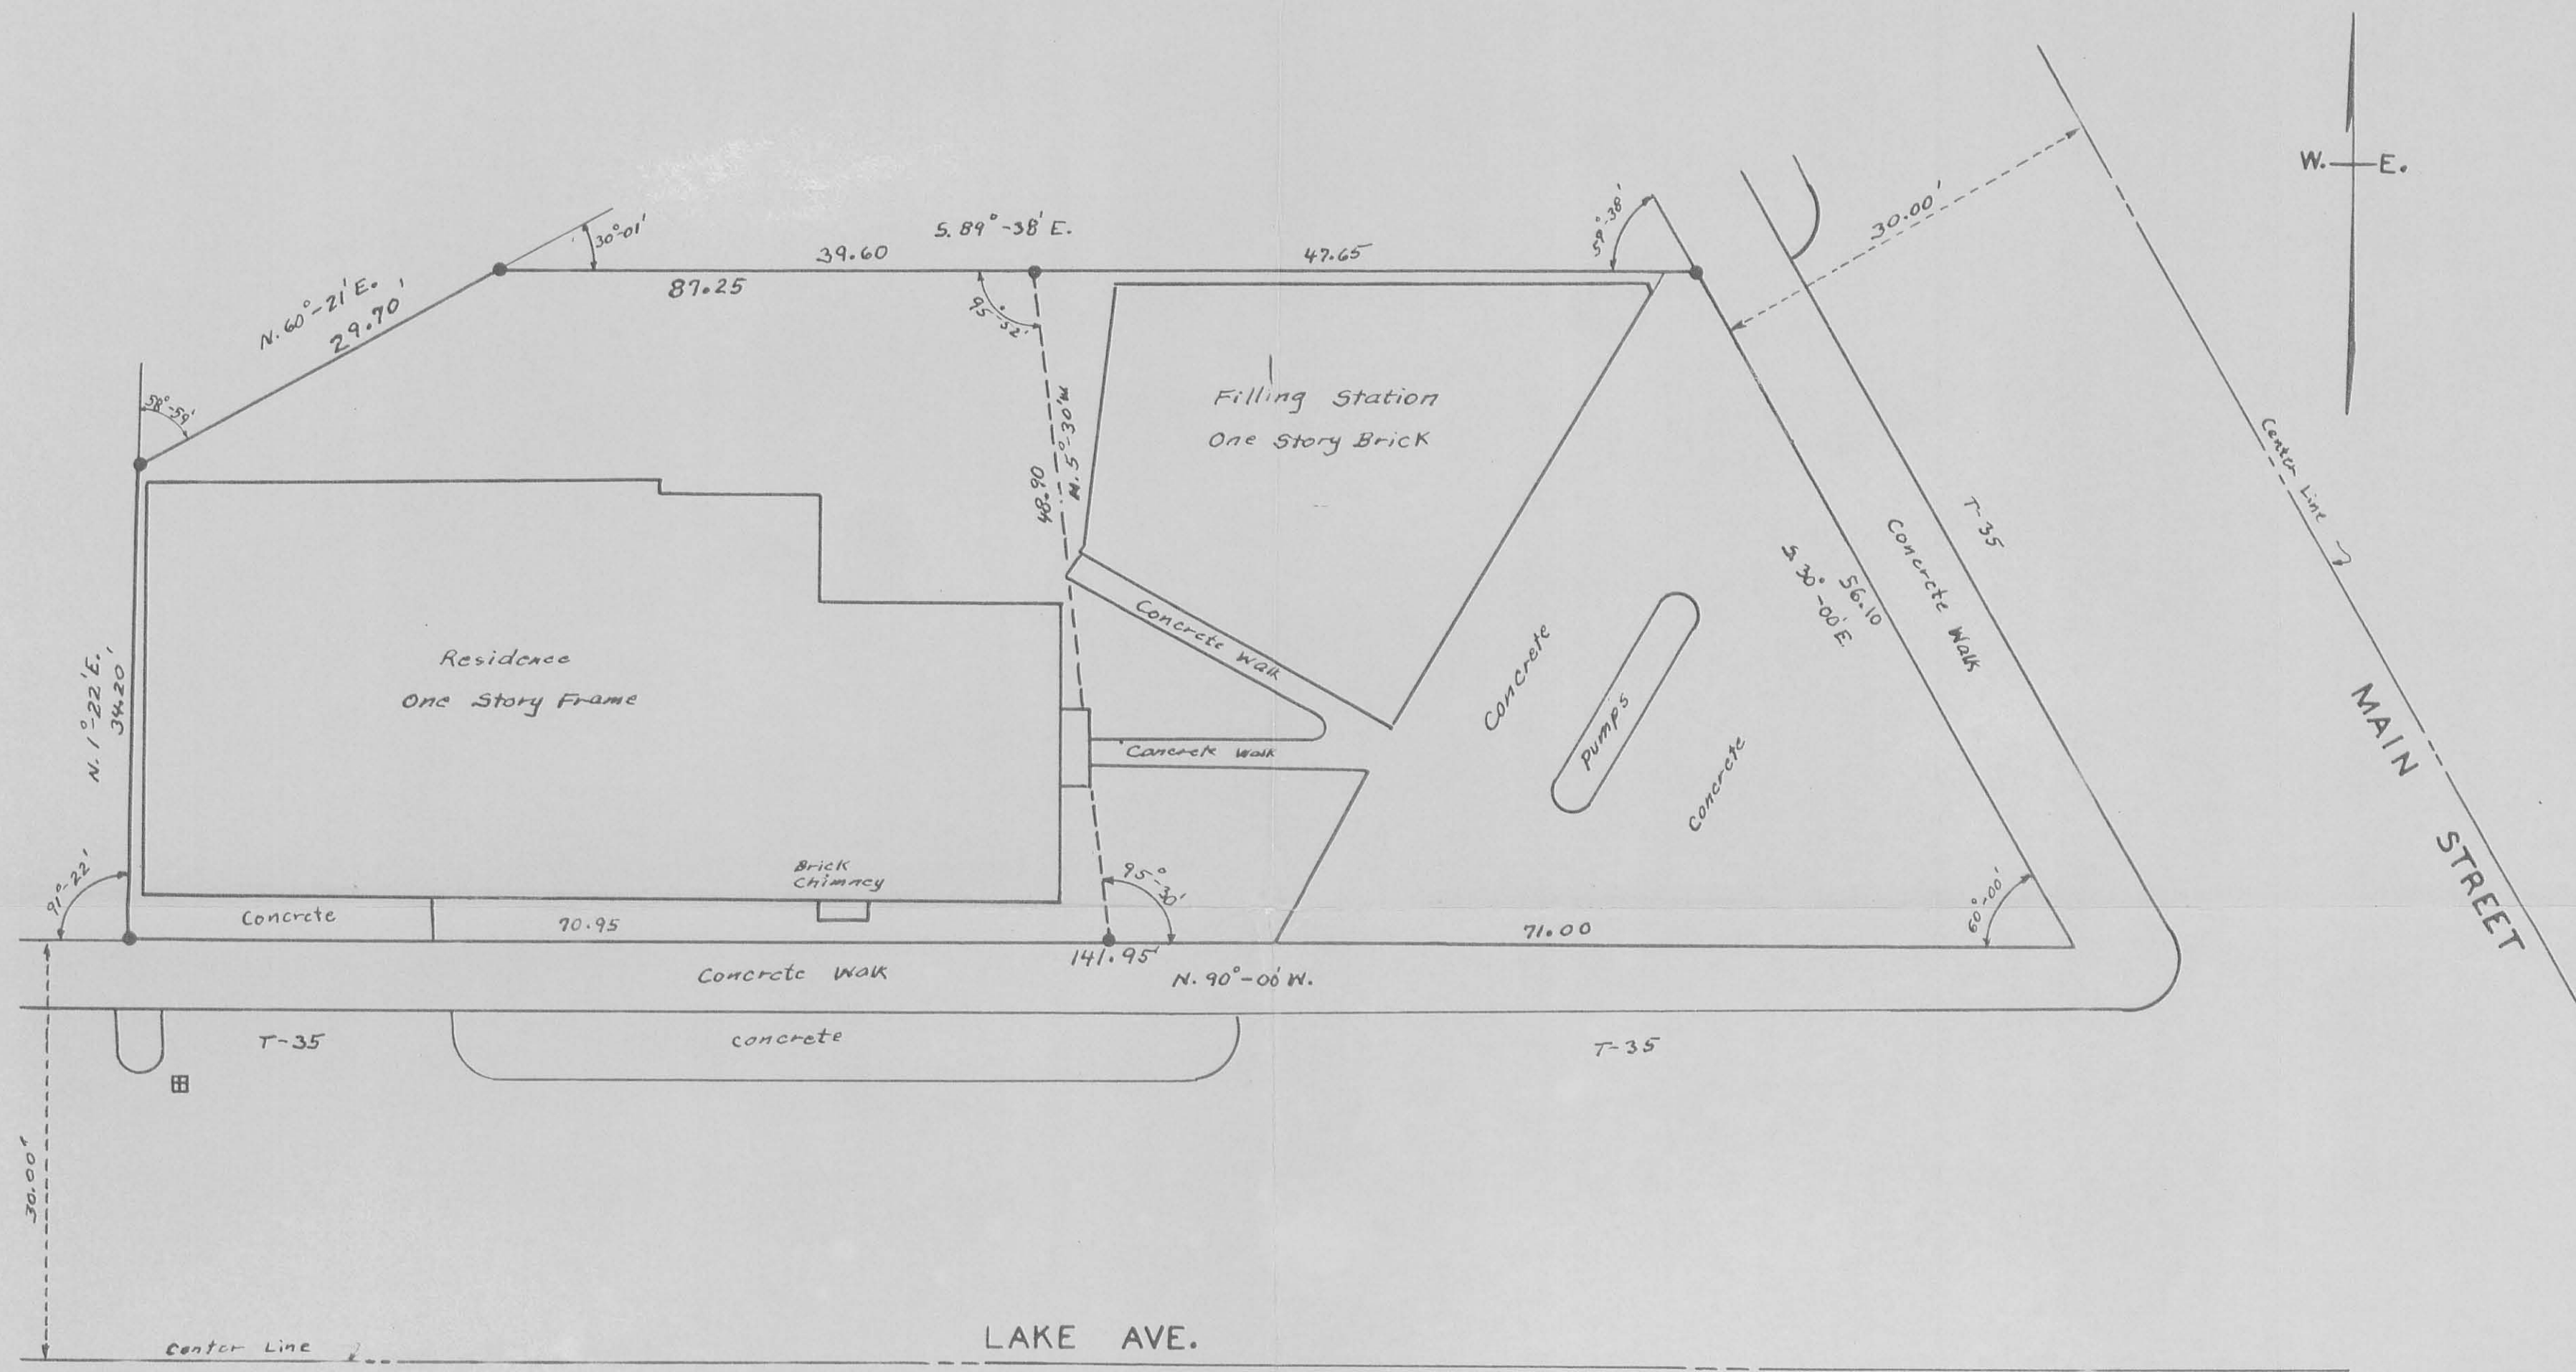 W. E.
30.00'
59°-38'
30°-01'
S. 89°-38' E.
39.60
47.65
87.25
N. 60°-21' E.
29.70'
95°-52'
58°-59'
Filling Station
One Story Brick
48.90
N. 5°-30' W
Center Line
T-35
Concrete Walk
56.10
S. 30°-00' E.
Concrete Walk
Concrete
Pumps
Concrete
Residence
One Story Frame
N. 1°-22' E.
34.20'
Concrete Walk
MAIN STREET
Brick
Chimney
91°-22'
95°-30'
60°-00'
Concrete
70.95
71.00
141.95'
N. 90°-00' W.
Concrete Walk
T-35
concrete
T-35
30.00'
Center Line
LAKE AVE.